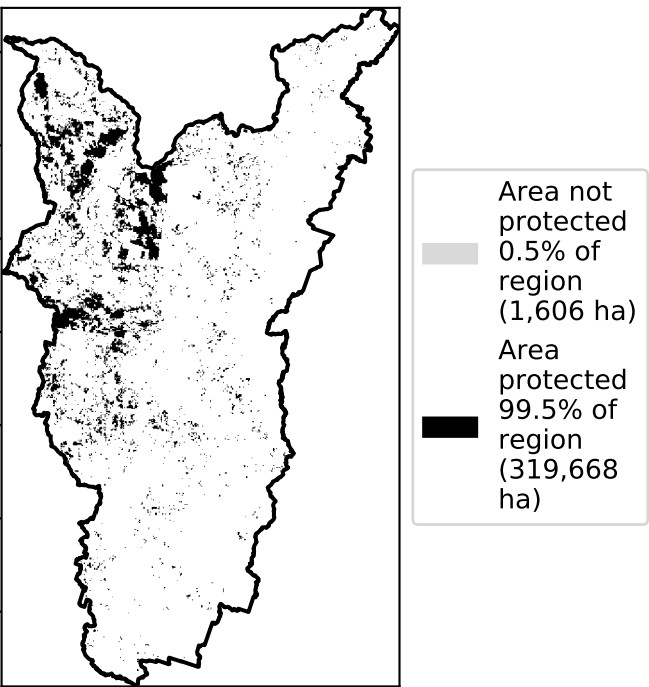 Area not
protected
0.5% of
region
(1,606 ha)
Area
protected
99.5% of
region
(319,668
ha)